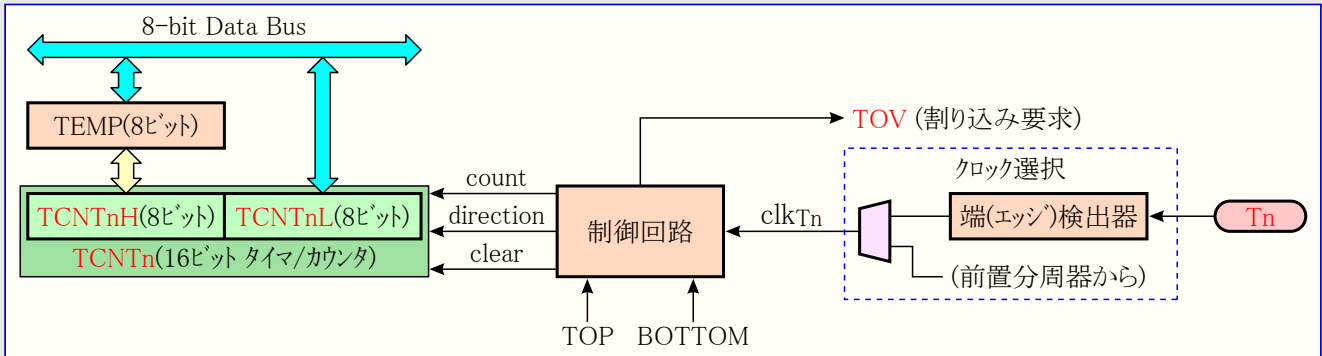 8-bit Data Bus
TEMP(8ビット)
TCNTnH(8ビット)
TCNTnL(8ビット)
TCNTn(16ビット タイマ/カウンタ)
count
direction
clear
制御回路
TOP
BOTTOM
TOV (割り込み要求)
clkTn
クロック選択
端(エッジ)検出器
(前置分周器から)
Tn